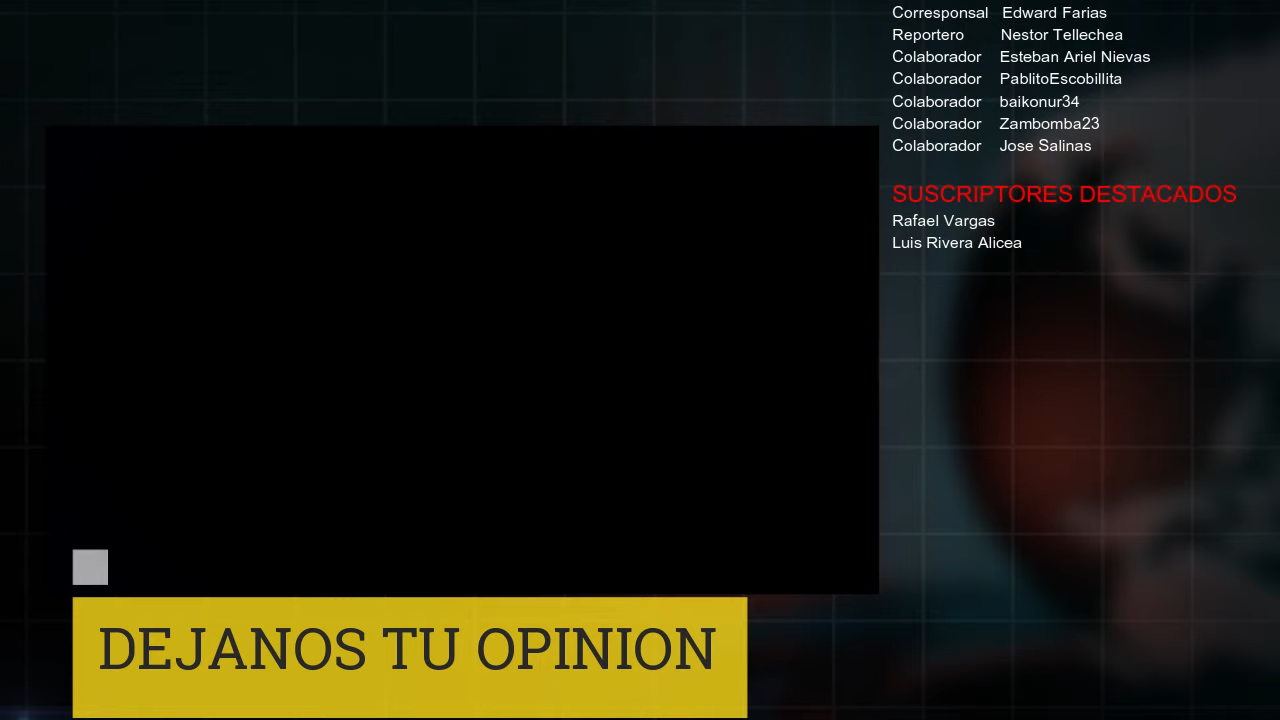 Corresponsal Edward Farias
Reportero Nestor Tellechea
Colaborador Esteban Ariel Nievas
Colaborador PablitoEscobillita
Colaborador baikonur34
Colaborador Zambomba23
Colaborador Jose Salinas
SUSCRIPTORES DESTACADOS
Rafael Vargas
Luis Rivera Alicea
DEJANOS TU OPINION